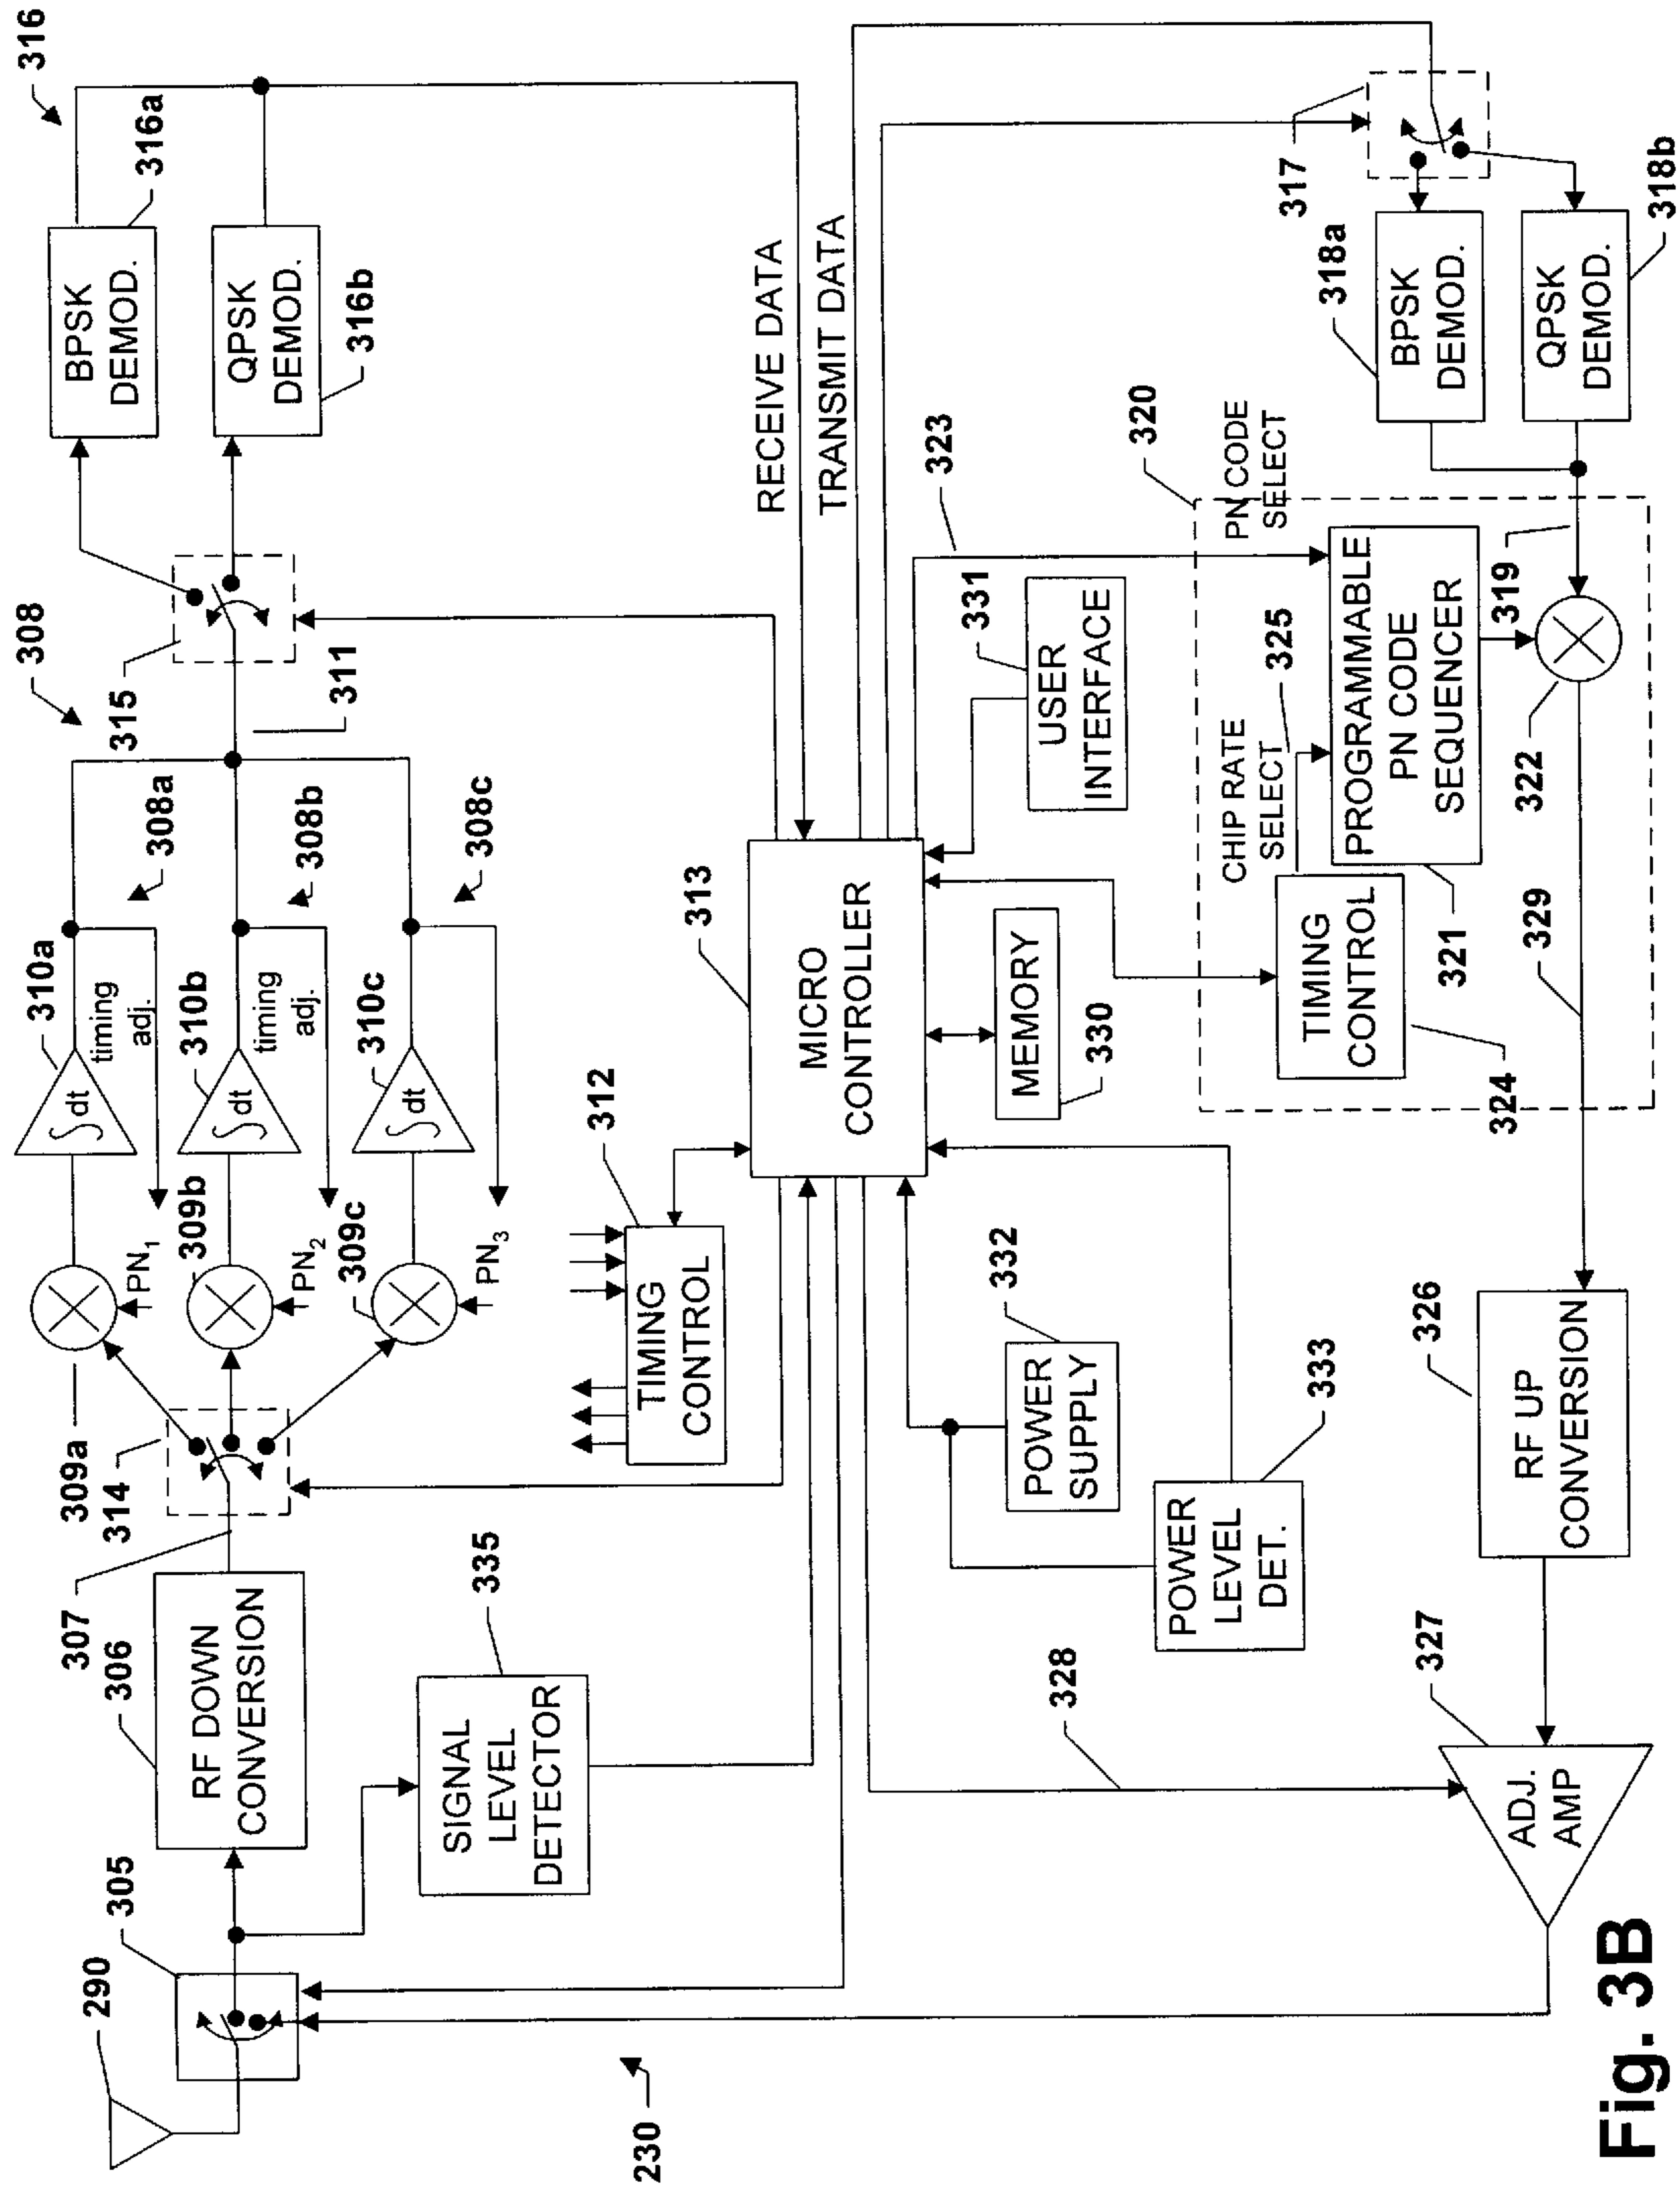 290
305
306
RF DOWN
CONVERSION
307
314
309a
309b
309c
PN1
PN2
PN3
310a
310b
310c
∫dt
∫dt
∫dt
timing
adj.
timing
adj.
308a
308b
308c
308
311
315
BPSK
DEMOD.
316a
316
QPSK
DEMOD.
316b
335
SIGNAL
LEVEL
DETECTOR
312
TIMING
CONTROL
313
MICRO
CONTROLLER
RECEIVE DATA
TRANSMIT DATA
230
328
POWER
SUPPLY
332
POWER
LEVEL
DET.
333
MEMORY
330
USER
INTERFACE
331
323
320
PN CODE
SELECT
317
318a
BPSK
DEMOD.
QPSK
DEMOD.
318b
CHIP RATE
SELECT
325
TIMING
CONTROL
324
PROGRAMMABLE
PN CODE
SEQUENCER
321
319
322
329
326
RF UP
CONVERSION
327
ADJ.
AMP
Fig. 3B